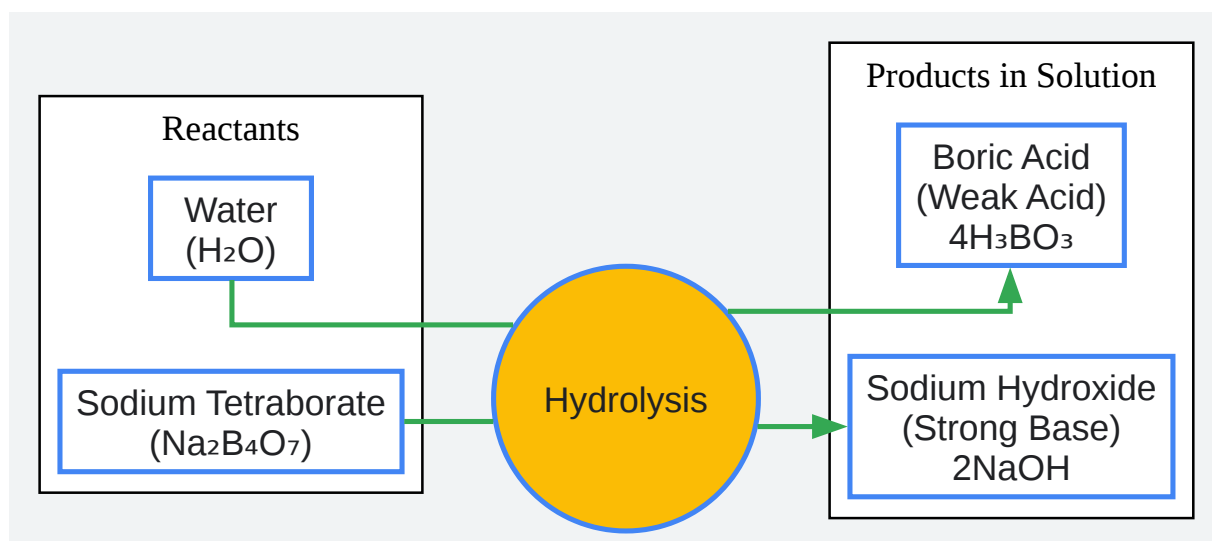 Reactants
Water
(H₂O)
Sodium Tetraborate
(Na₂B₄O₇)
Hydrolysis
Products in Solution
Boric Acid
(Weak Acid)
4H₃BO₃
Sodium Hydroxide
(Strong Base)
2NaOH